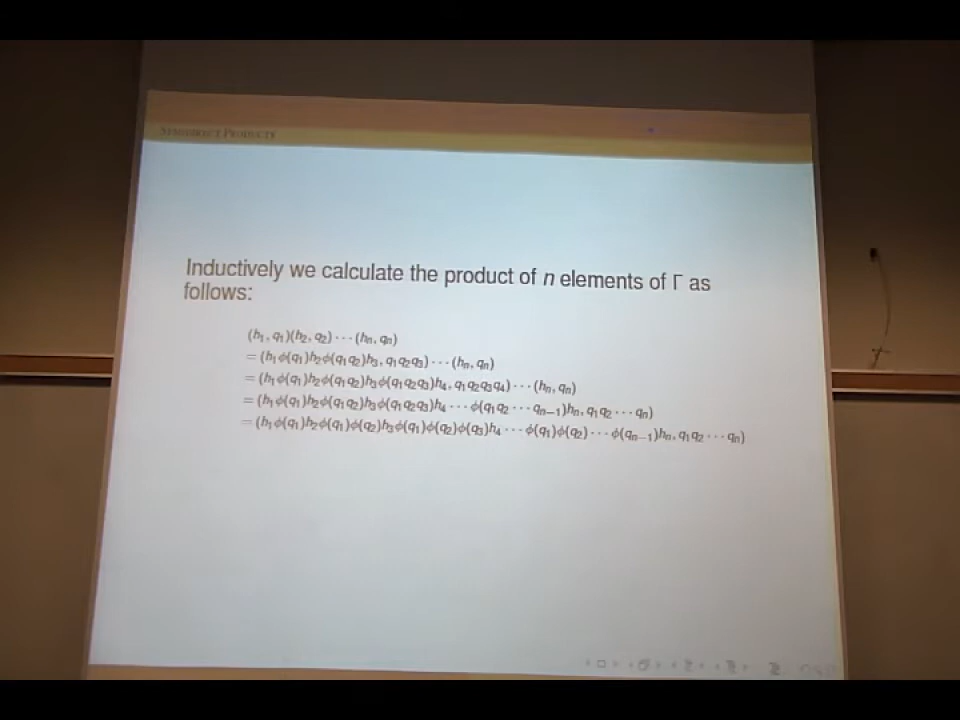 SEMIDIRECT PRODUCTS
Inductively we calculate the product of n elements of Γ as
follows:
(h₁, q₁)(h₂, q₂) ··· (hₙ, qₙ)
= (h₁ϕ(q₁)h₂ϕ(q₁q₂)h₃, q₁q₂q₃) ··· (hₙ, qₙ)
= (h₁ϕ(q₁)h₂ϕ(q₁q₂)h₃ϕ(q₁q₂q₃)h₄, q₁q₂q₃q₄) ··· (hₙ, qₙ)
= (h₁ϕ(q₁)h₂ϕ(q₁q₂)h₃ϕ(q₁q₂q₃)h₄ ··· ϕ(q₁q₂ ··· qₙ₋₁)hₙ, q₁q₂ ··· qₙ)
= (h₁ϕ(q₁)h₂ϕ(q₁)ϕ(q₂)h₃ϕ(q₁)ϕ(q₂)ϕ(q₃)h₄ ··· ϕ(q₁)ϕ(q₂) ··· ϕ(qₙ₋₁)hₙ, q₁q₂ ··· qₙ)